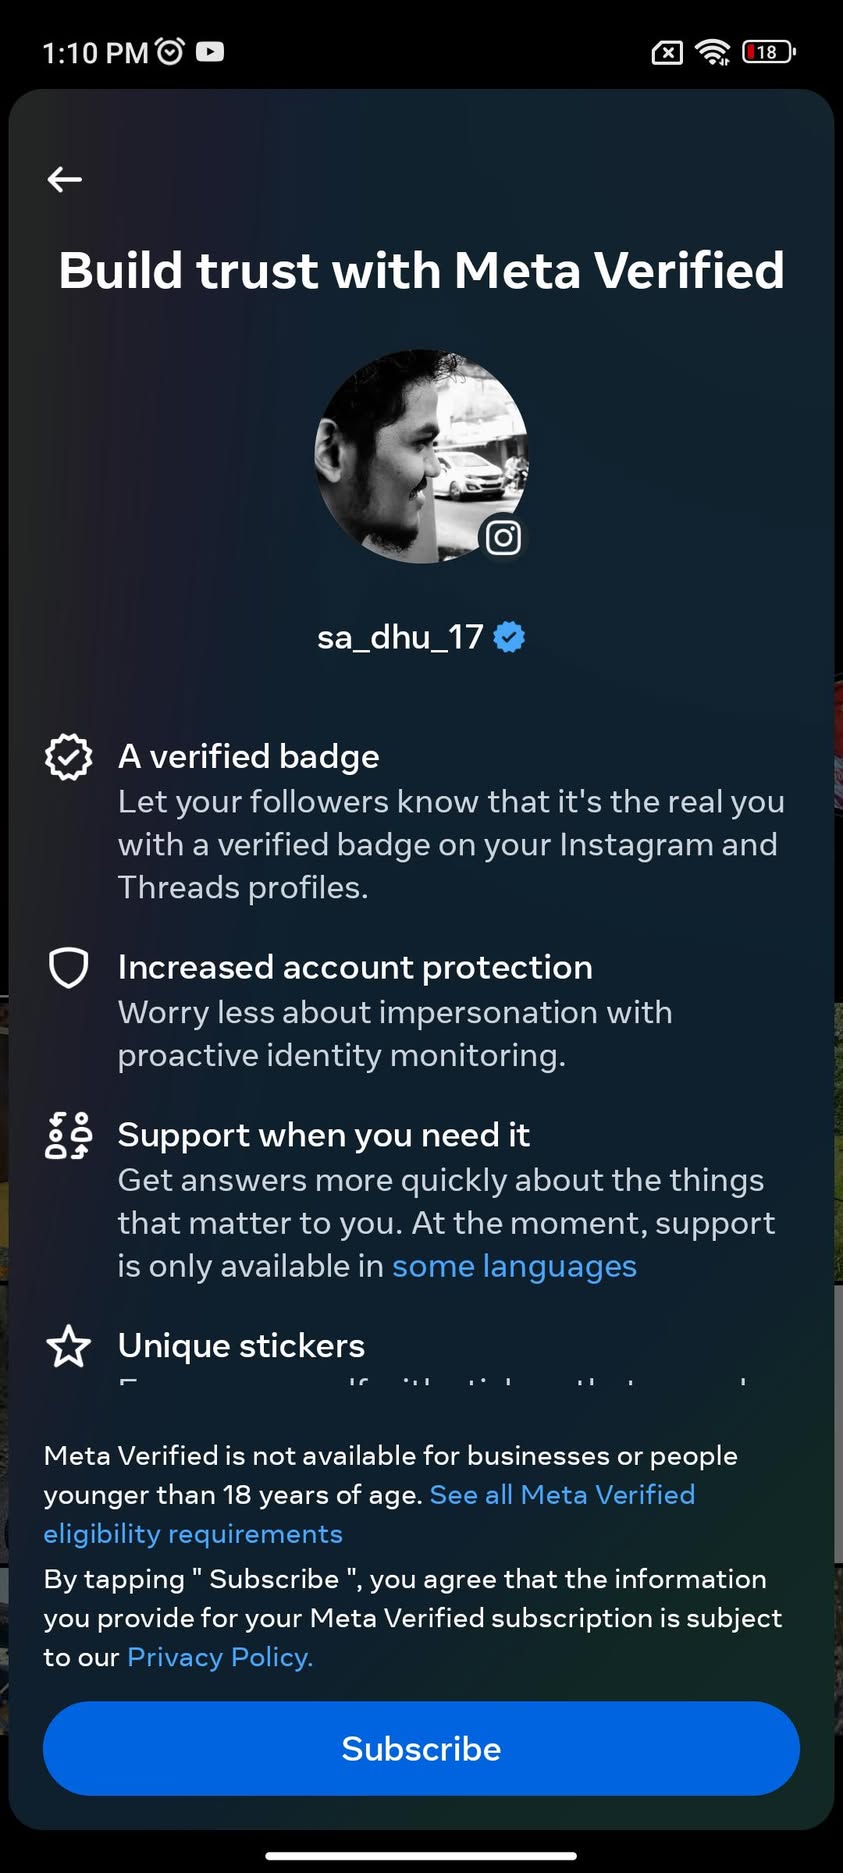 1:10 PM
18
Build trust with Meta Verified
sa_dhu_17
A verified badge
Let your followers know that it's the real you
with a verified badge on your Instagram and
Threads profiles.
Increased account protection
Worry less about impersonation with
proactive identity monitoring.
Support when you need it
Get answers more quickly about the things
that matter to you. At the moment, support
is only available in some languages
Unique stickers
Meta Verified is not available for businesses or people
younger than 18 years of age. See all Meta Verified
eligibility requirements
By tapping " Subscribe ", you agree that the information
you provide for your Meta Verified subscription is subject
to our Privacy Policy.
Subscribe